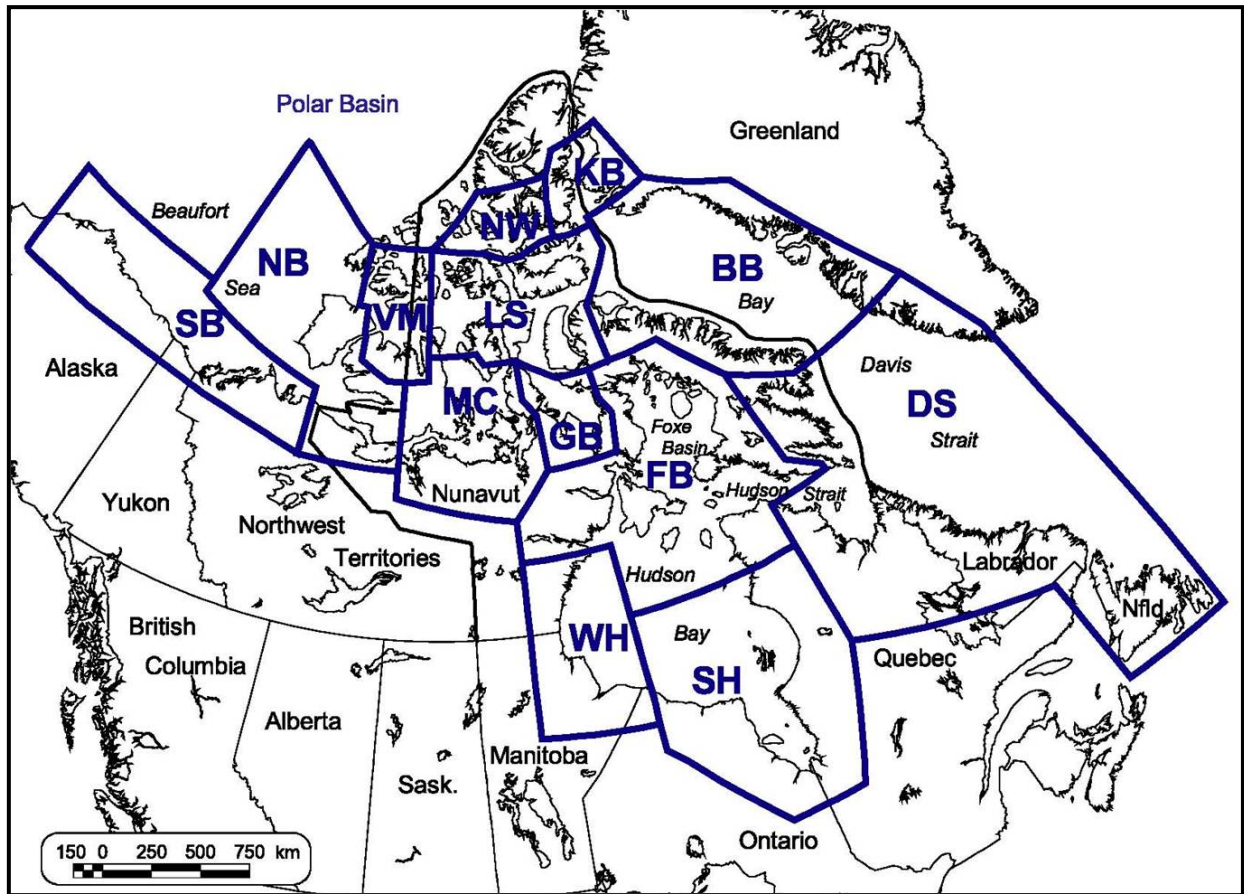 Polar Basin
Greenland
KB
Beaufort
NW
NB
BB
Sea
Bay
VM
LS
SB
Alaska
Davis
MC
DS
GB
Foxe
Basin
Strait
FB
Nunavut
Hudson Strait
Yukon
Northwest
Territories
Labrador
Hudson
Nfld
British
Columbia
WH
Bay
Quebec
SH
Alberta
Manitoba
Sask.
Ontario
150 0 250 500 750 km